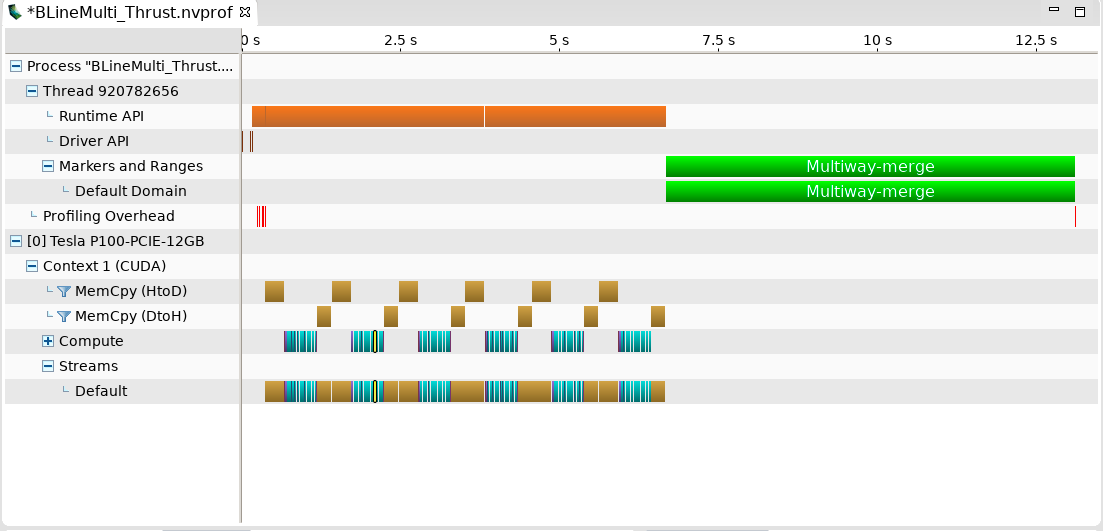 *BLineMulti_Thrust.nvprof
0 s 2.5 s 5 s 7.5 s 10 s 12.5 s
Process "BLineMulti_Thrust....
Thread 920782656
Runtime API
Driver API
Markers and Ranges Multiway-merge
Default Domain Multiway-merge
Profiling Overhead
[0] Tesla P100-PCIE-12GB
Context 1 (CUDA)
MemCpy (HtoD)
MemCpy (DtoH)
Compute
Streams
Default